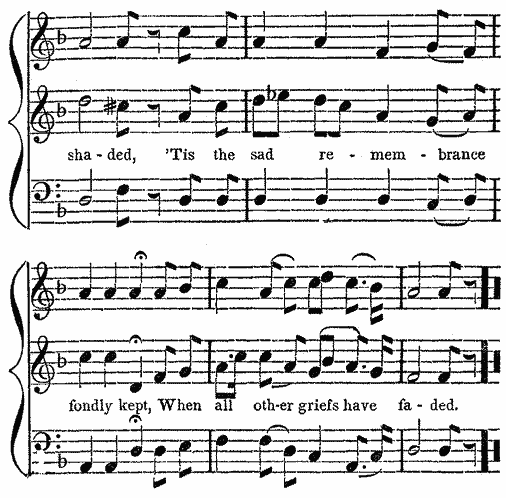 sha - ded, 'Tis the sad re - mem - brance
fondly kept, When all oth-er griefs have fa - ded.